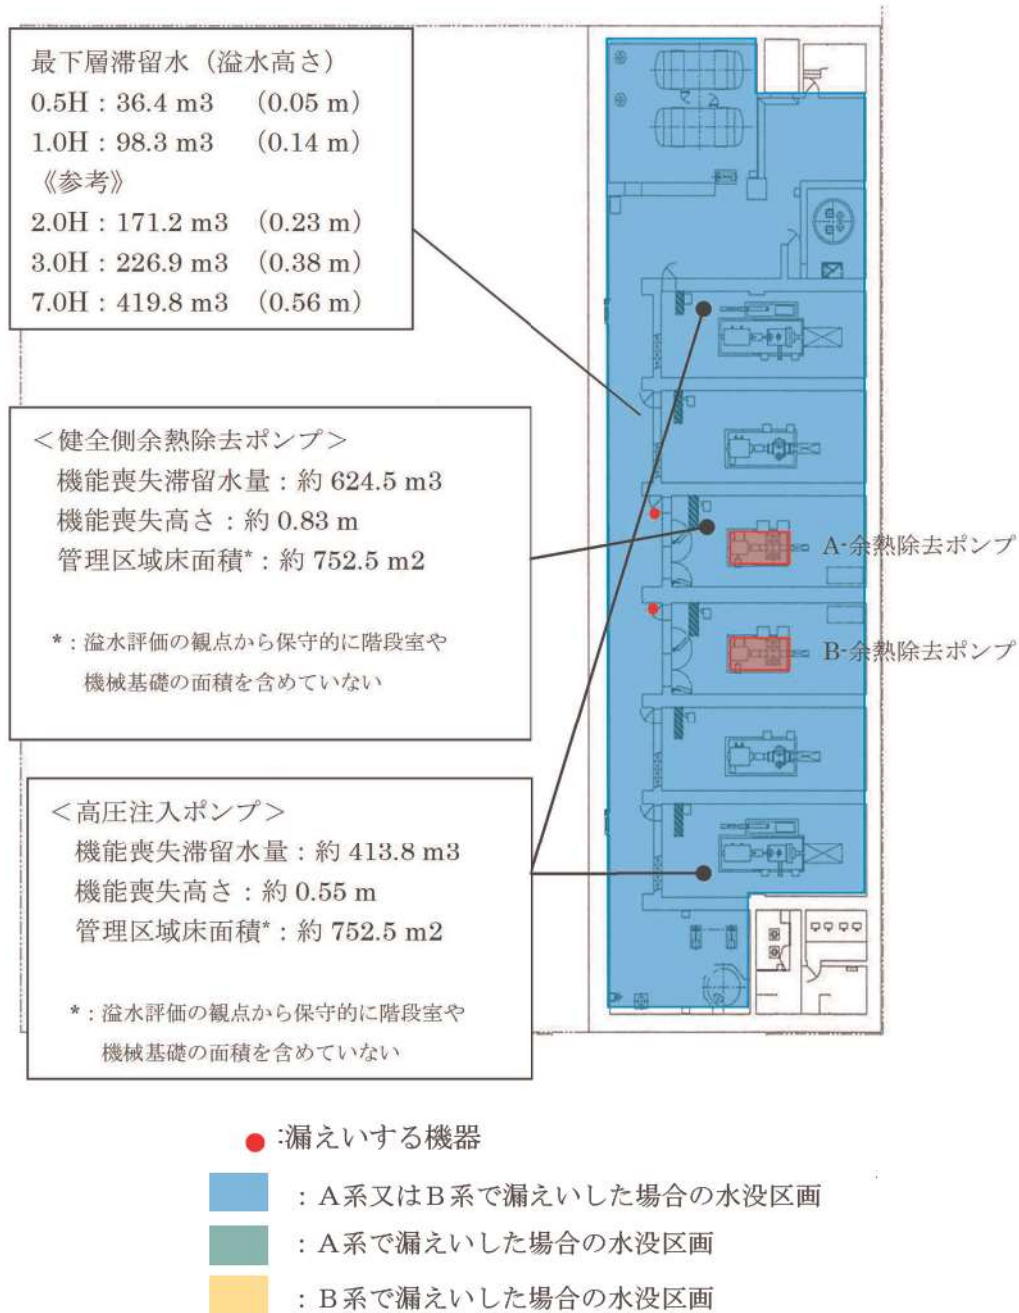 最下層滞留水（溢水高さ）
0.5H：36.4 m3 （0.05 m）
1.0H：98.3 m3 （0.14 m）
《参考》
2.0H：171.2 m3 （0.23 m）
3.0H：226.9 m3 （0.38 m）
7.0H：419.8 m3 （0.56 m）
＜健全側余熱除去ポンプ＞
機能喪失滞留水量：約 624.5 m3
機能喪失高さ：約 0.83 m
管理区域床面積*：約 752.5 m2
*：溢水評価の観点から保守的に階段室や
機械基礎の面積を含めていない
A-余熱除去ポンプ
B-余熱除去ポンプ
＜高圧注入ポンプ＞
機能喪失滞留水量：約 413.8 m3
機能喪失高さ：約 0.55 m
管理区域床面積*：約 752.5 m2
*：溢水評価の観点から保守的に階段室や
機械基礎の面積を含めていない
:漏えいする機器
：A系又はB系で漏えいした場合の水没区画
：A系で漏えいした場合の水没区画
：B系で漏えいした場合の水没区画